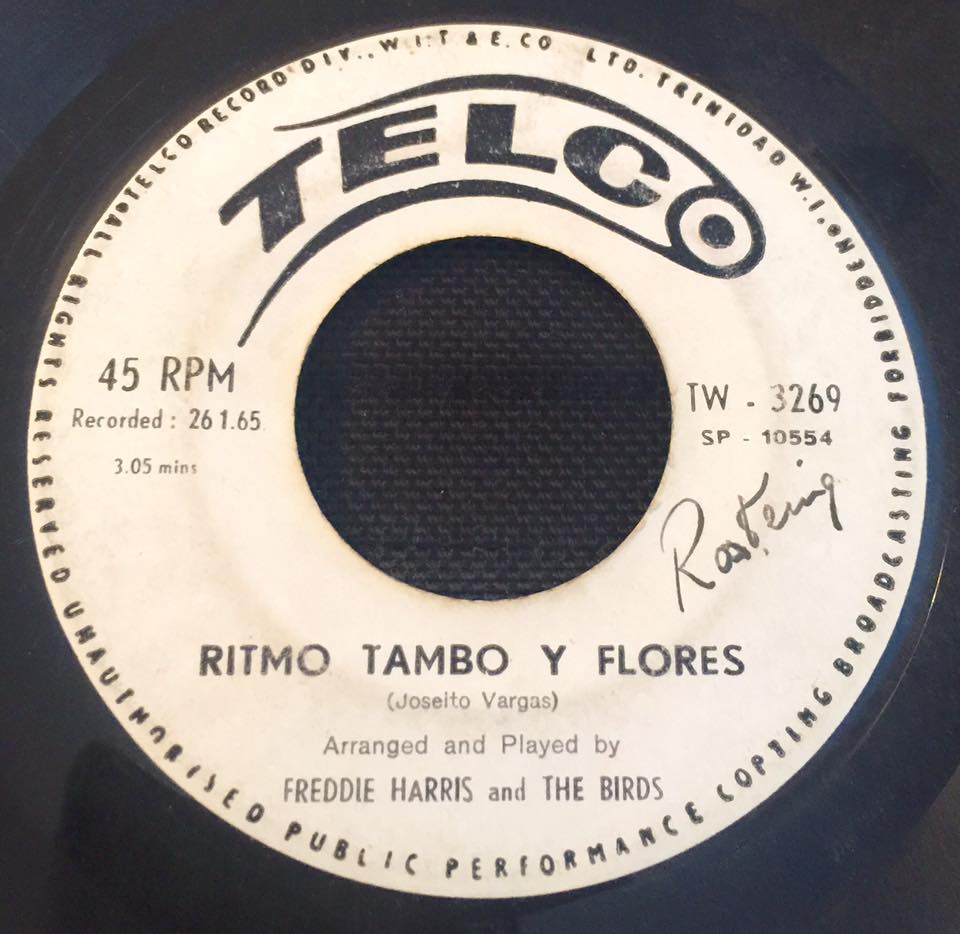 TELCO RECORD DIV., W.I.T & E. CO LTD. TRINIDAD W.I.
ALL RIGHTS RESERVED UNAUTHORISED PUBLIC PERFORMANCE COPYING BROADCASTING FORBIDDEN
TELCO
45 RPM
Recorded : 26 1.65
3.05 mins
TW - 3269
SP - 10554
RITMO TAMBO Y FLORES
(Joseito Vargas)
Arranged and Played by
FREDDIE HARRIS and THE BIRDS